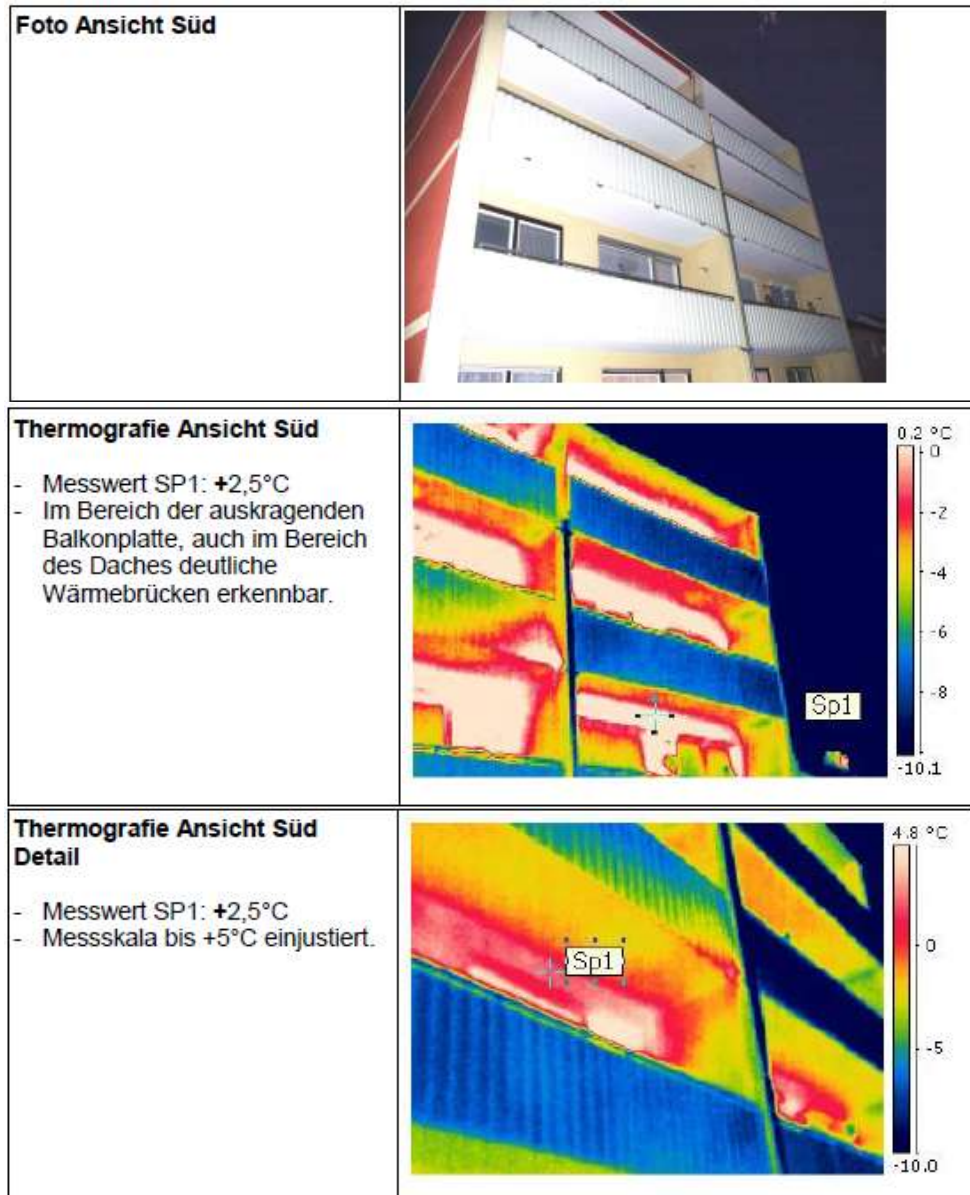 Foto Ansicht Süd
Thermografie Ansicht Süd
- Messwert SP1: +2,5°C
- Im Bereich der auskragenden
Balkonplatte, auch im Bereich
des Daches deutliche
Wärmebrücken erkennbar.
0.2 °C
0
-2
-4
-6
-8
-10.1
Sp1
Thermografie Ansicht Süd
Detail
- Messwert SP1: +2,5°C
- Messskala bis +5°C einjustiert.
4.8 °C
0
-5
-10.0
Sp1